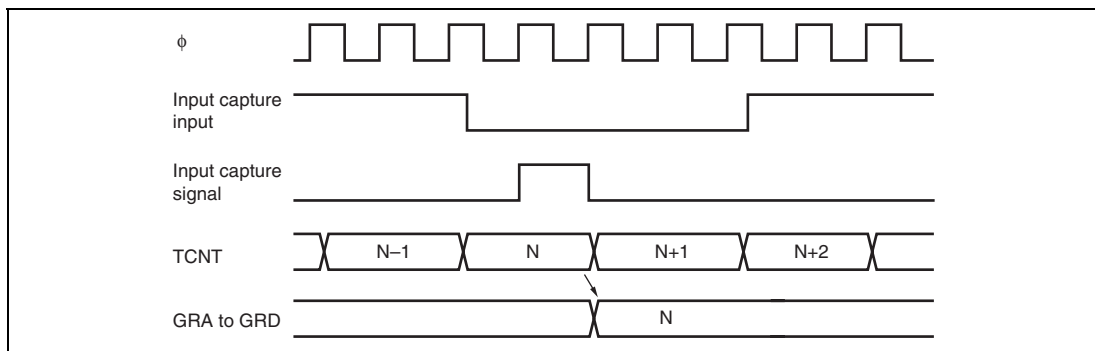 φ
Input capture
input
Input capture
signal
TCNT
N–1
N
N+1
N+2
GRA to GRD
N